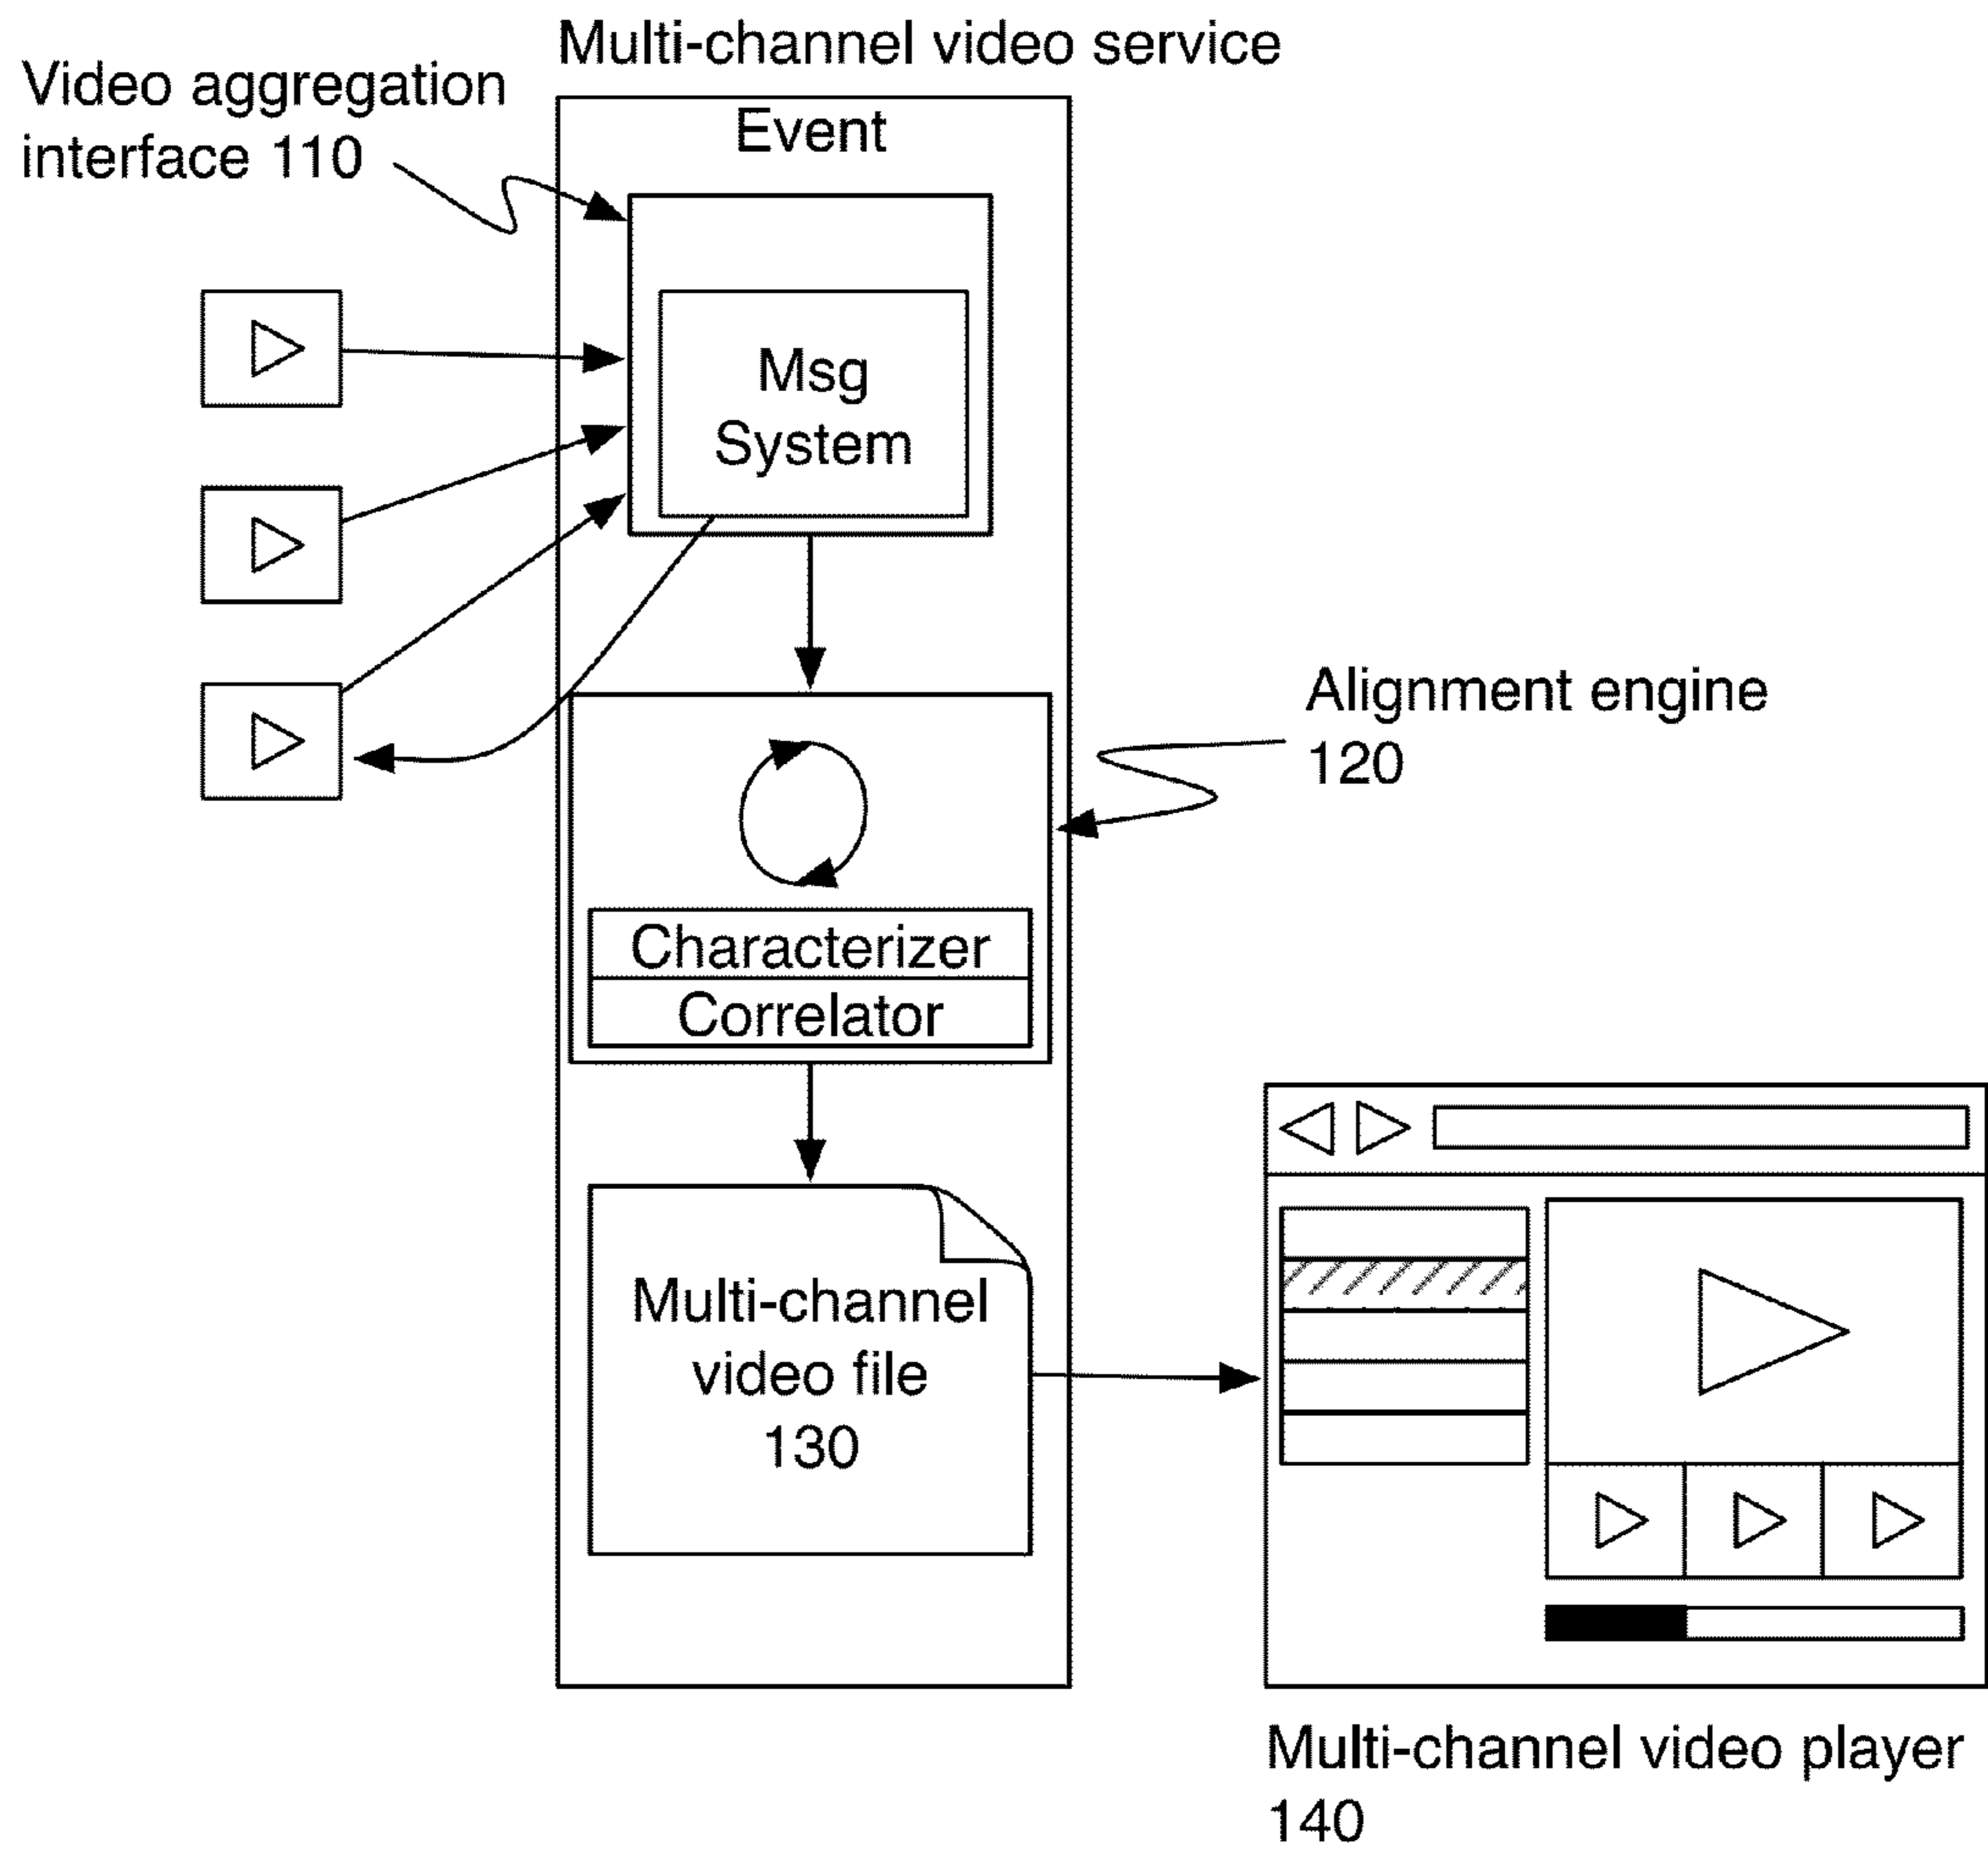 Multi-channel video service
Video aggregation
interface 110
Event
Msg
System
Alignment engine
120
Characterizer
Correlator
Multi-channel
video file
130
Multi-channel video player
140